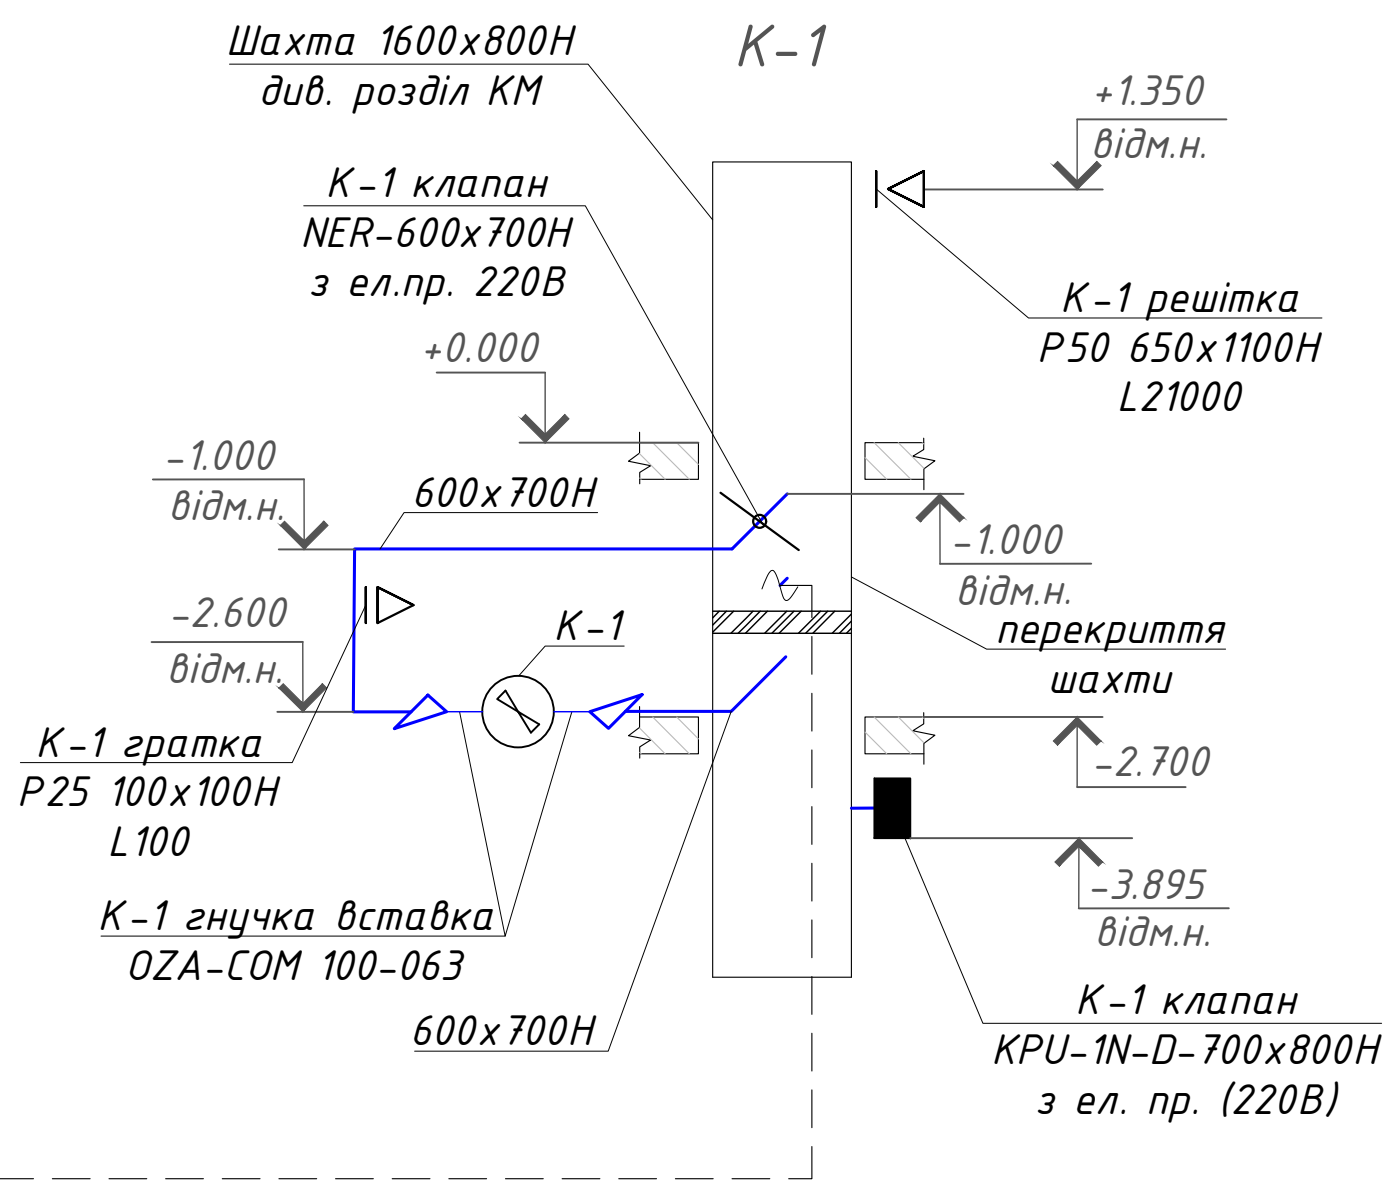 Шахта 1600х800Н
див. розділ КМ
К-1
+1.350
відм.н.
К-1 клапан
NER-600х700Н
з ел.пр. 220В
К-1 решітка
Р50 650х1100Н
L21000
+0.000
-1.000
відм.н.
600х700Н
-1.000
відм.н.
-2.600
відм.н.
К-1
перекриття
шахти
К-1 гратка
Р25 100х100Н
L100
-2.700
-3.895
відм.н.
К-1 гнучка вставка
OZA-COM 100-063
600х700Н
К-1 клапан
KPU-1N-D-700х800Н
з ел. пр. (220В)